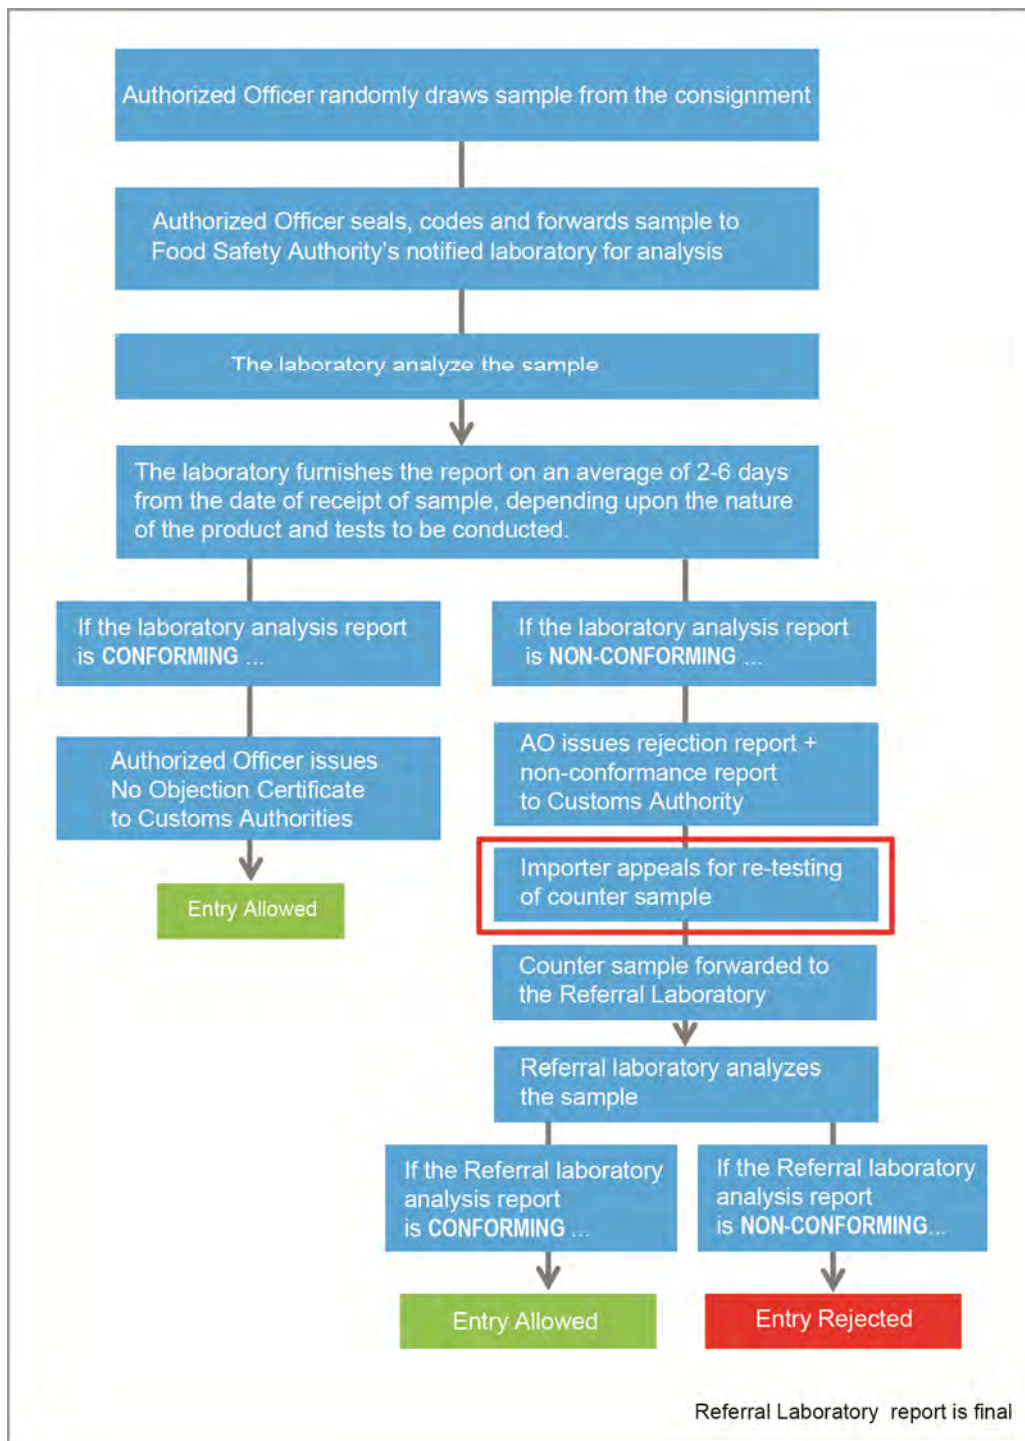 Authorized Officer randomly draws sample from the consignment
Authorized Officer seals, codes and forwards sample to
Food Safety Authority's notified laboratory for analysis
The laboratory analyze the sample
The laboratory furnishes the report on an average of 2-6 days
from the date of receipt of sample, depending upon the nature
of the product and tests to be conducted.
If the laboratory analysis report
is CONFORMING ...
Authorized Officer issues
No Objection Certificate
to Customs Authorities
Entry Allowed
If the laboratory analysis report
is NON-CONFORMING ...
AO issues rejection report +
non-conformance report
to Customs Authority
Importer appeals for re-testing
of counter sample
Counter sample forwarded to
the Referral Laboratory
Referral laboratory analyzes
the sample
If the Referral laboratory
analysis report
is CONFORMING ...
Entry Allowed
If the Referral laboratory
analysis report
is NON-CONFORMING...
Entry Rejected
Referral Laboratory report is final